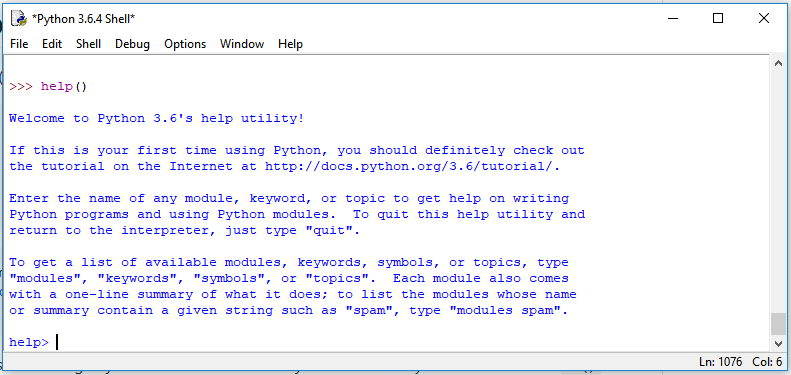 *Python 3.6.4 Shell*
File Edit Shell Debug Options Window Help
>>> help()
Welcome to Python 3.6's help utility!
If this is your first time using Python, you should definitely check out
the tutorial on the Internet at http://docs.python.org/3.6/tutorial/.
Enter the name of any module, keyword, or topic to get help on writing
Python programs and using Python modules.  To quit this help utility and
return to the interpreter, just type "quit".
To get a list of available modules, keywords, symbols, or topics, type
"modules", "keywords", "symbols", or "topics".  Each module also comes
with a one-line summary of what it does; to list the modules whose name
or summary contain a given string such as "spam", type "modules spam".
help>
Ln: 1076 Col: 6